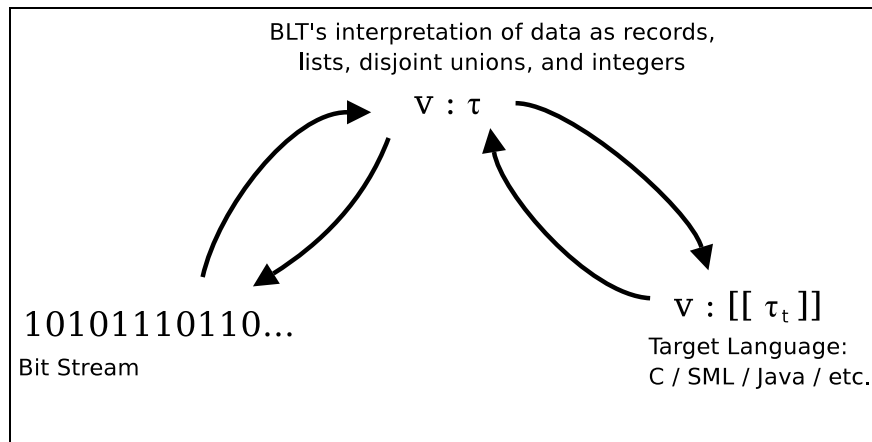 BLT's interpretation of data as records,
lists, disjoint unions, and integers
v : τ
10101110110...
Bit Stream
v : [[ τt ]]
Target Language:
C / SML / Java / etc.